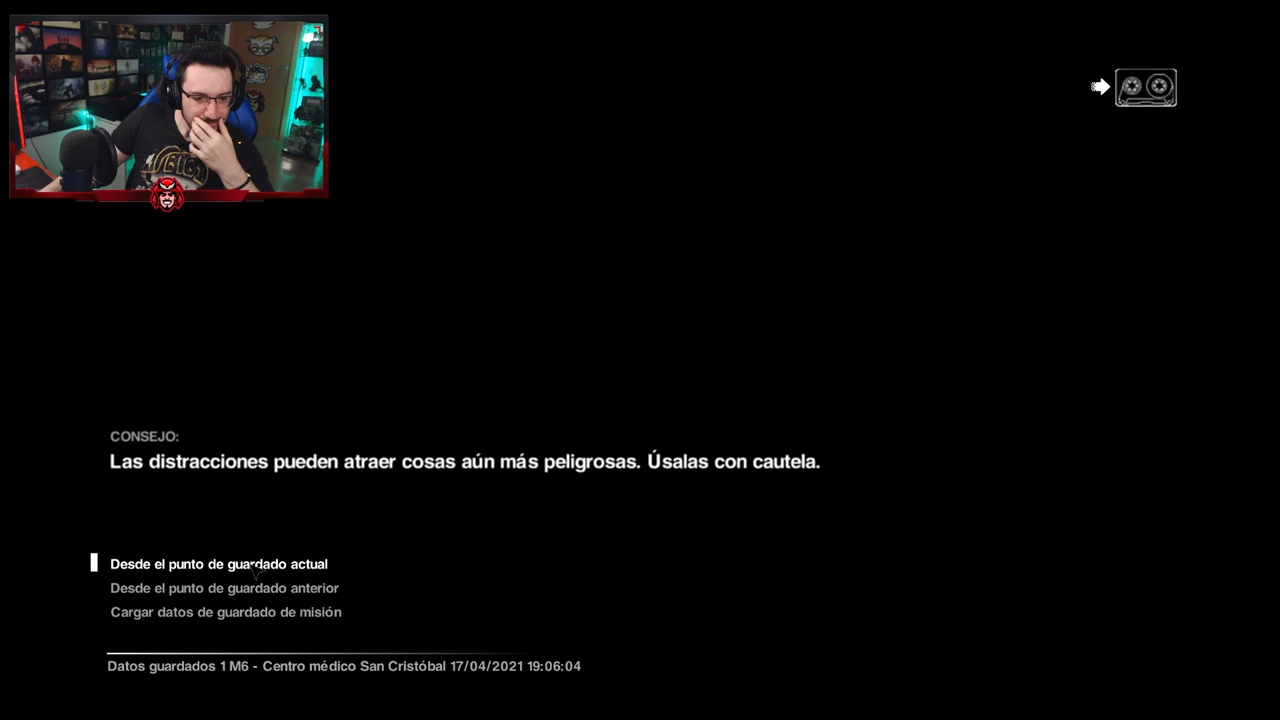 CONSEJO:
Las distracciones pueden atraer cosas aún más peligrosas. Úsalas con cautela.
Desde el punto de guardado actual
Desde el punto de guardado anterior
Cargar datos de guardado de misión
Datos guardados 1 M6 - Centro médico San Cristóbal 17/04/2021 19:06:04